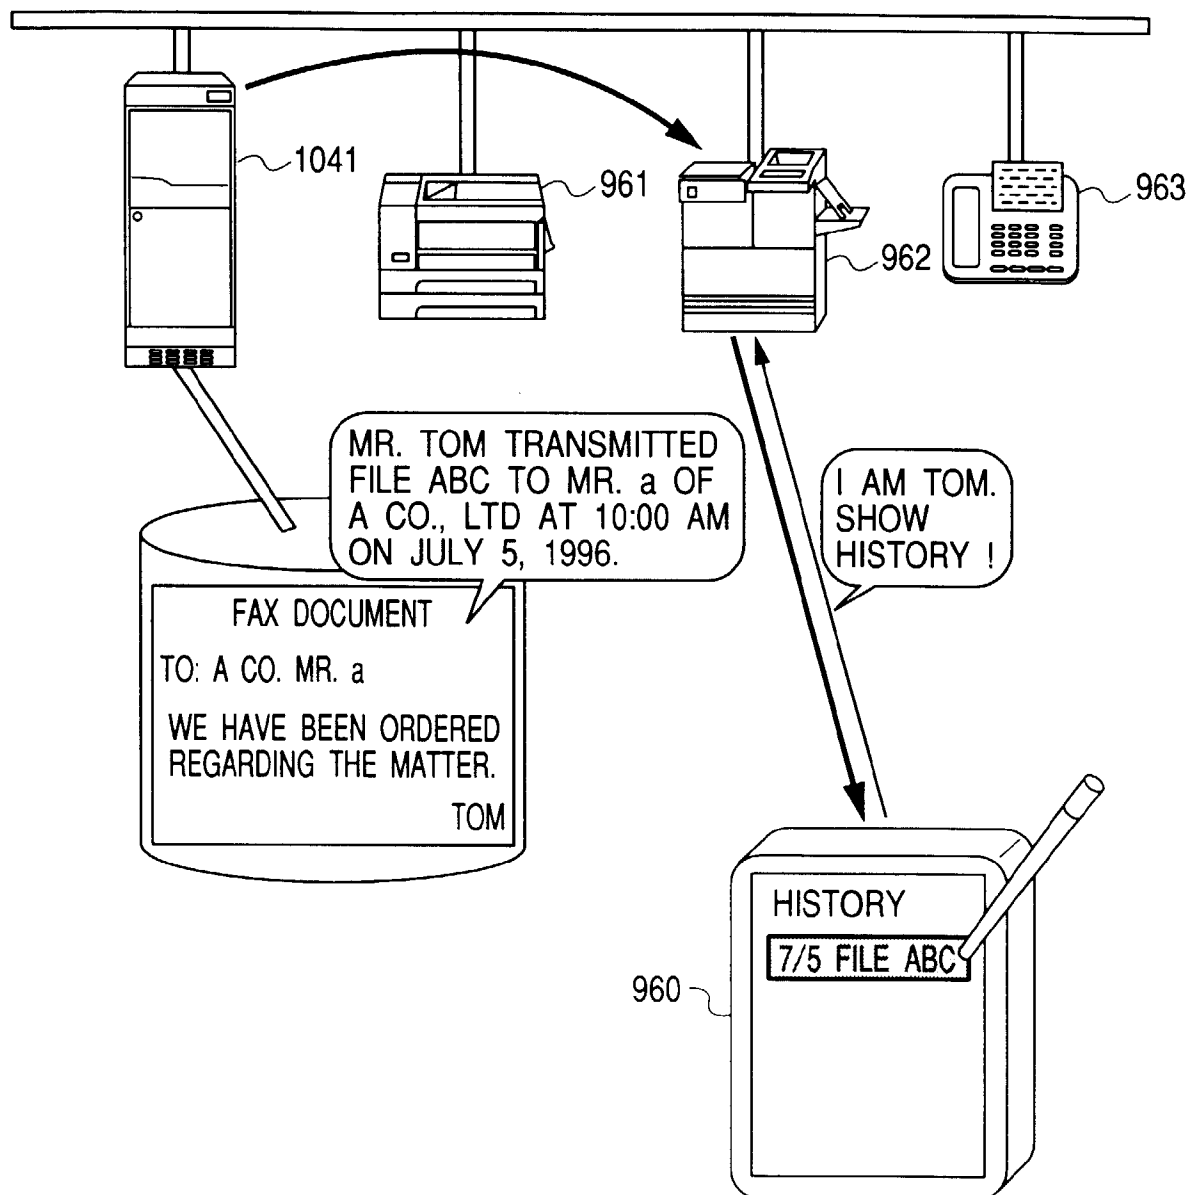 1041
961
962
963
MR. TOM TRANSMITTED
FILE ABC TO MR. a OF
A CO., LTD AT 10:00 AM
ON JULY 5, 1996.
I AM TOM.
SHOW
HISTORY !
FAX DOCUMENT
TO: A CO. MR. a
WE HAVE BEEN ORDERED
REGARDING THE MATTER.
TOM
HISTORY
7/5 FILE ABC
960